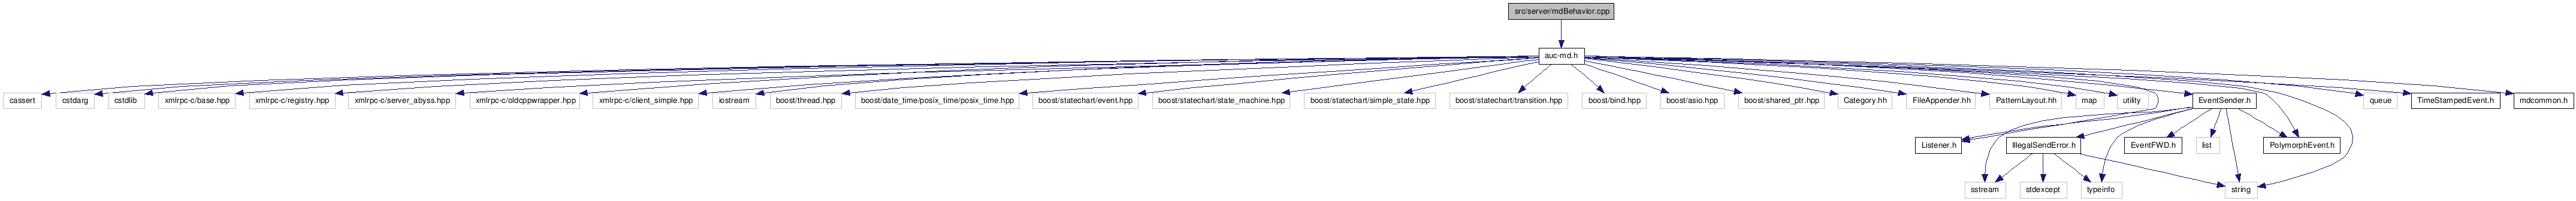 src/server/mdBehavior.cpp
auc-md.h
cassert
cstdarg
cstdlib
xmlrpc-c/base.hpp
xmlrpc-c/registry.hpp
xmlrpc-c/server_abyss.hpp
xmlrpc-c/oldcppwrapper.hpp
xmlrpc-c/client_simple.hpp
iostream
boost/thread.hpp
boost/date_time/posix_time/posix_time.hpp
boost/statechart/event.hpp
boost/statechart/state_machine.hpp
boost/statechart/simple_state.hpp
boost/statechart/transition.hpp
boost/bind.hpp
boost/asio.hpp
boost/shared_ptr.hpp
Category.hh
FileAppender.hh
PatternLayout.hh
map
utility
EventSender.h
queue
TimeStampedEvent.h
mdcommon.h
Listener.h
IllegalSendError.h
EventFWD.h
list
PolymorphEvent.h
sstream
stdexcept
typeinfo
string